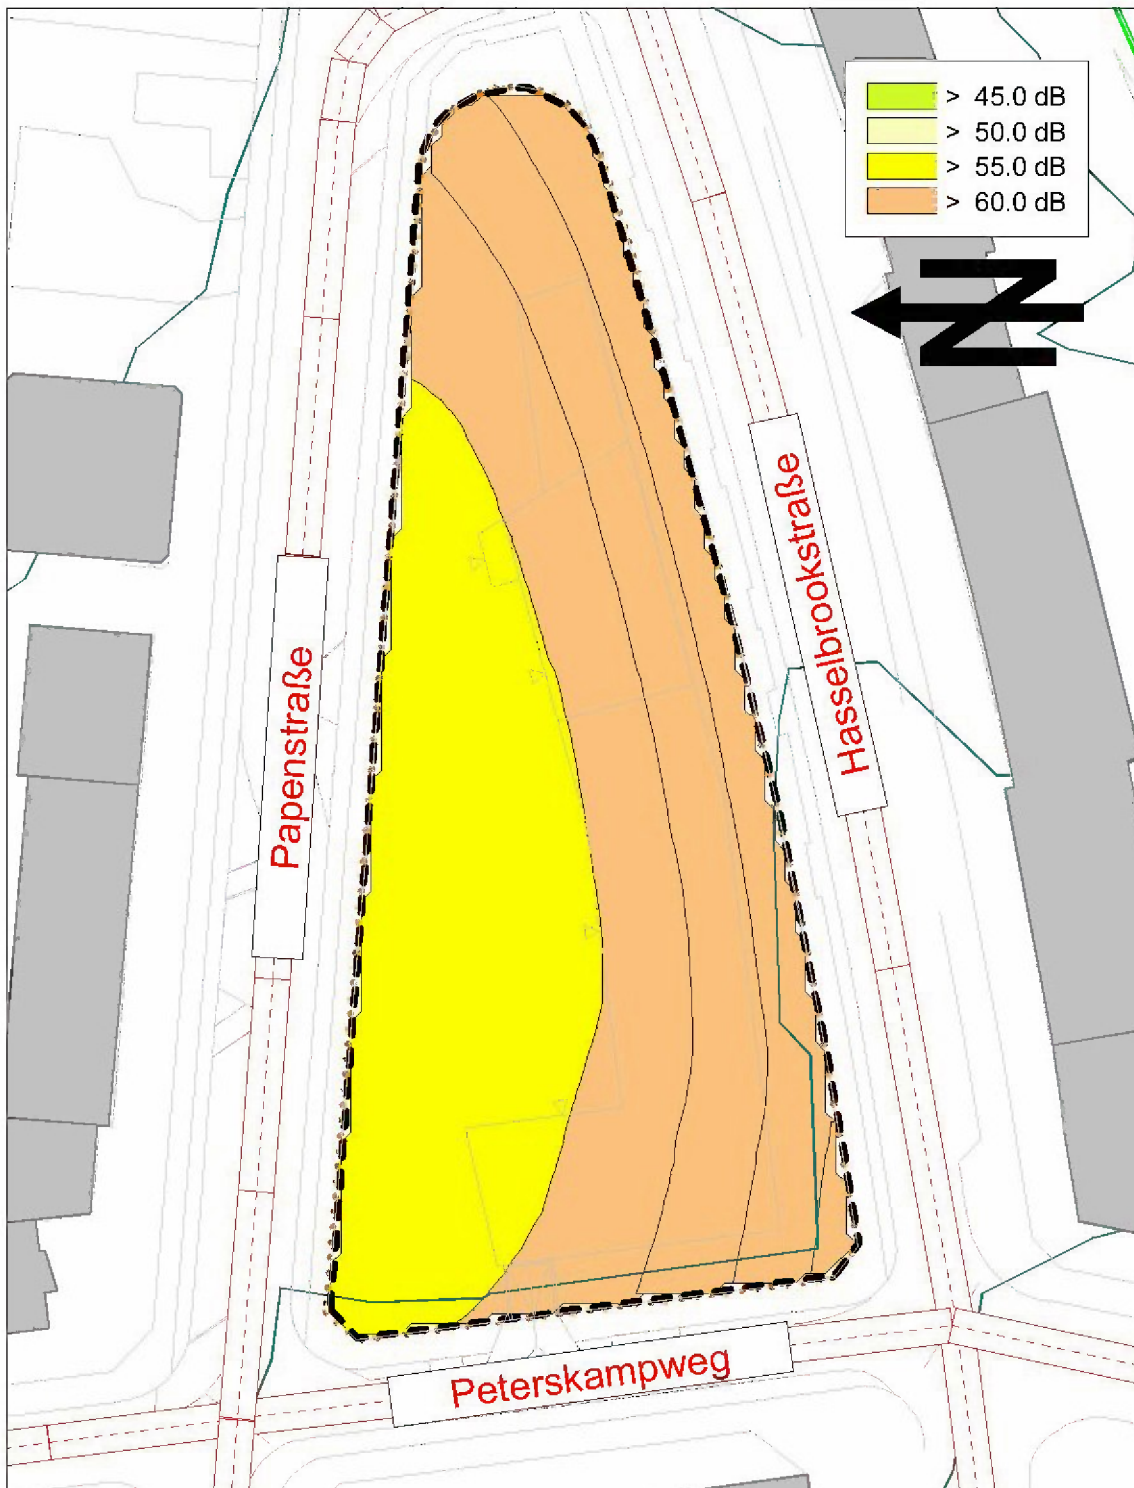 > 45.0 dB
> 50.0 dB
> 55.0 dB
> 60.0 dB
N
Hasselbrookstraße
Papenstraße
Peterskampweg